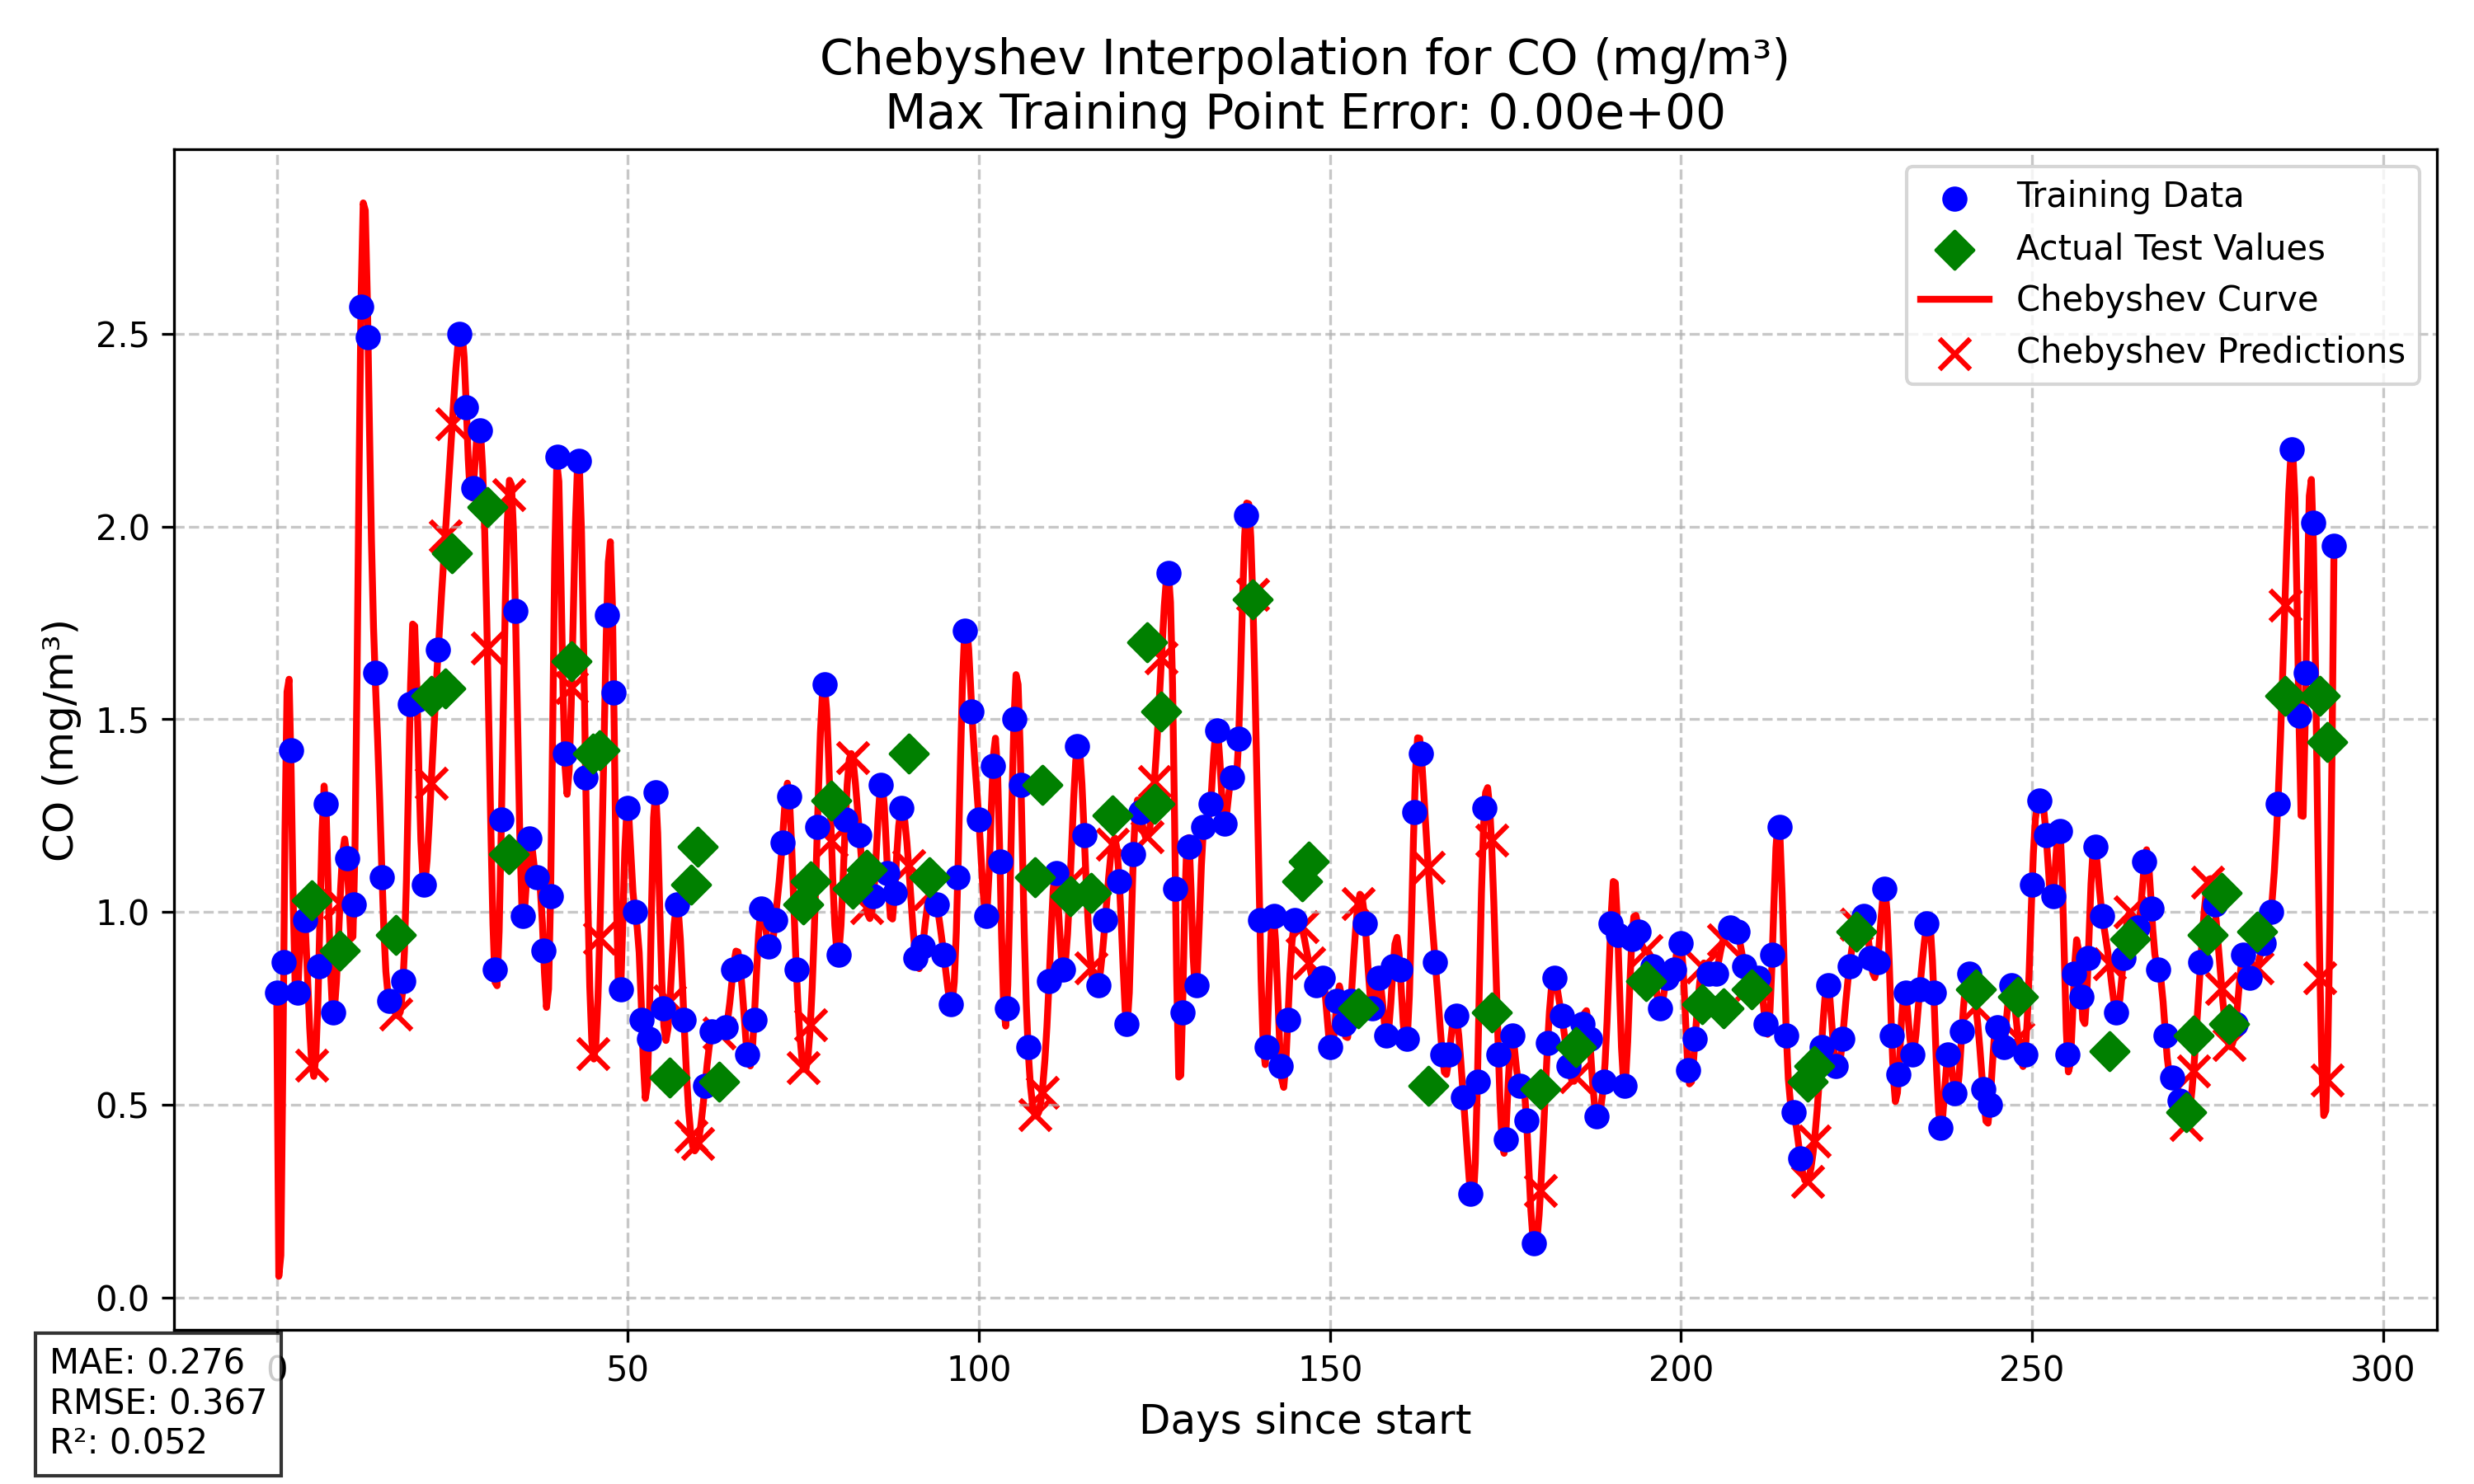 Chebyshev Interpolation for CO (mg/m³)
Max Training Point Error: 0.00e+00
Training Data
Actual Test Values
Chebyshev Curve
Chebyshev Predictions
CO (mg/m³)
2.5
2.0
1.5
1.0
0.5
0.0
0
50
100
150
200
250
300
Days since start
MAE: 0.276
RMSE: 0.367
R²: 0.052